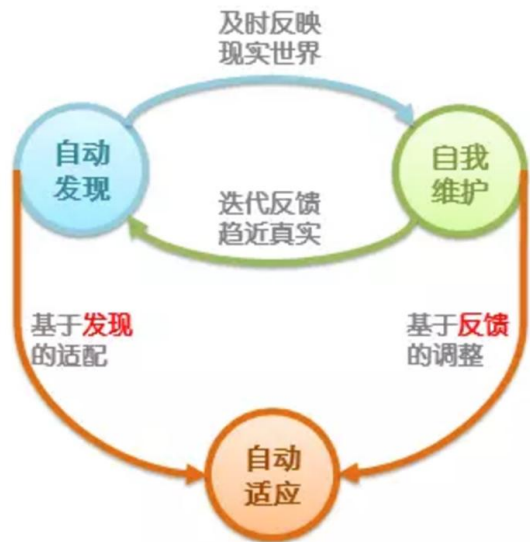 及时反映
现实世界
自动
发现
自我
维护
迭代反馈
趋近真实
基于发现
的适配
基于反馈
的调整
自动
适应